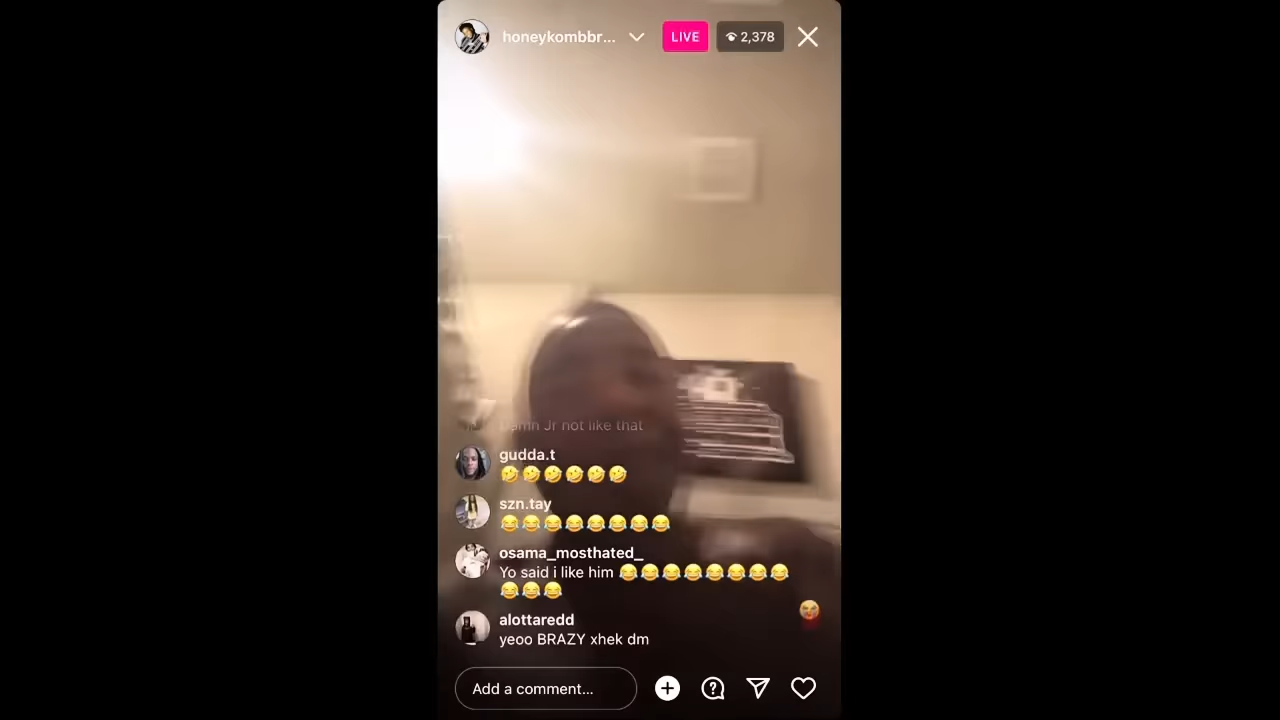 honeykombbr...
LIVE
2,378
Damn Jr not like that
gudda.t
🤣🤣🤣🤣🤣🤣
szn.tay
😂😂😂😂😂😂😂😂
osama_mosthated_
Yo said i like him 😂😂😂😂😂😂😂😂
😂😂😂
alottaredd
yeoo BRAZY xhek dm
Add a comment...